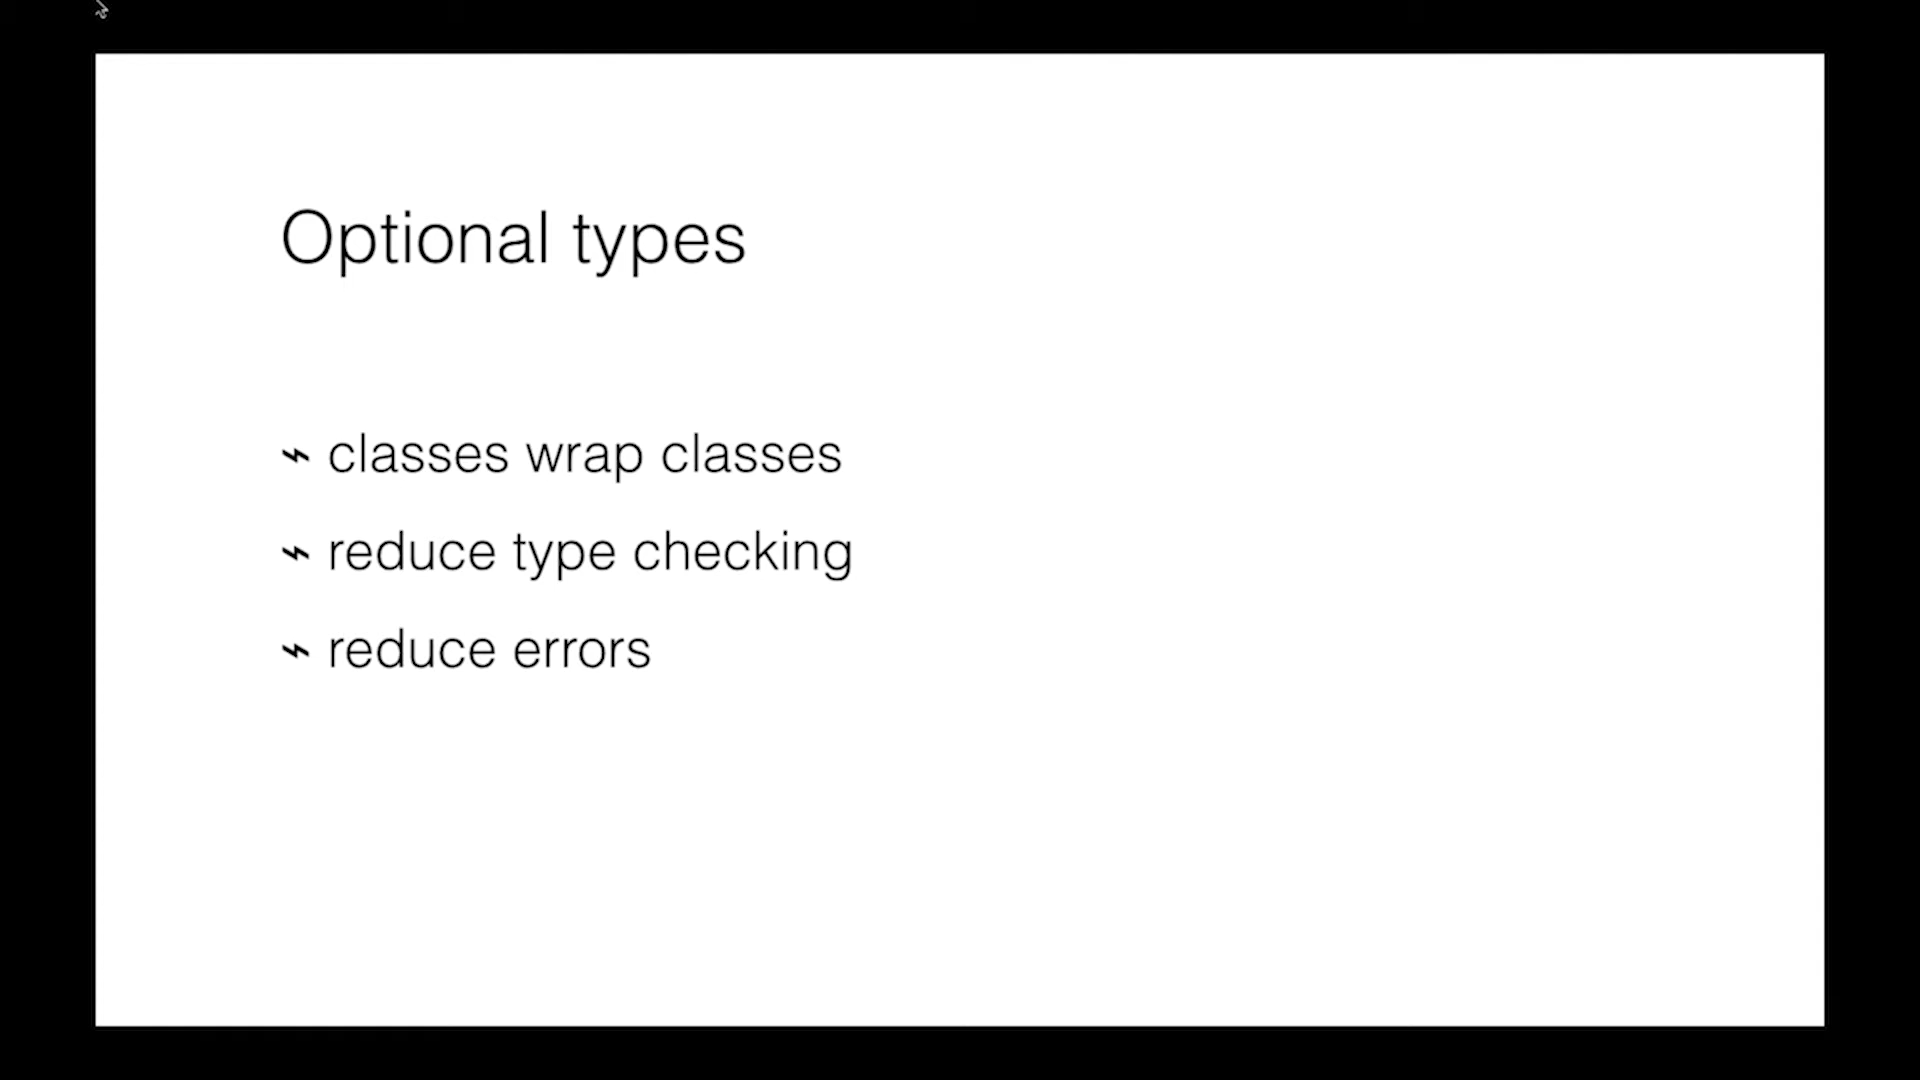 Optional types
classes wrap classes
reduce type checking
reduce errors